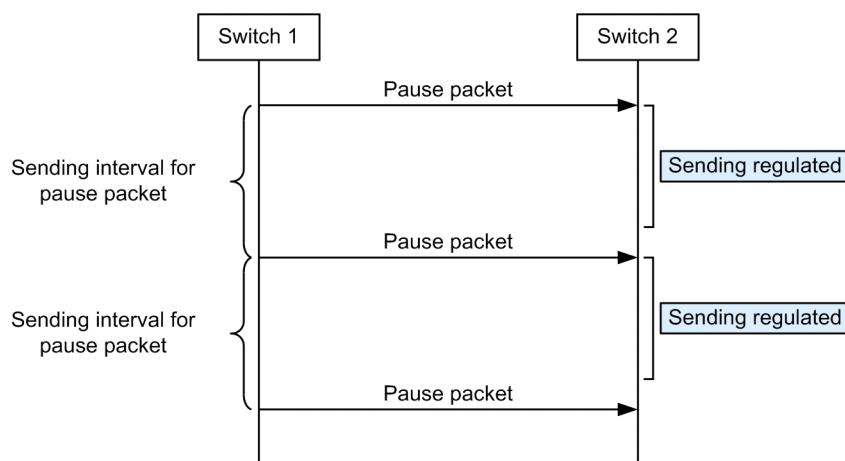 Switch 1
Switch 2
Pause packet
Sending interval for
pause packet
Sending regulated
Pause packet
Sending interval for
pause packet
Sending regulated
Pause packet